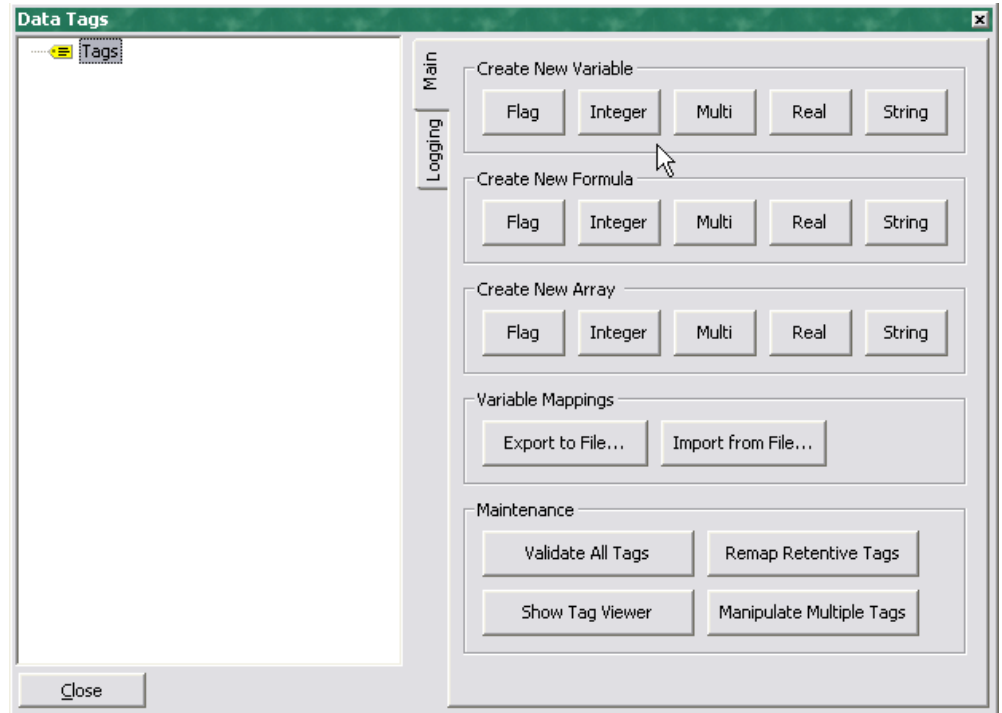 Data Tags
Tags
Main
Logging
Create New Variable
Flag Integer Multi Real String
Create New Formula
Flag Integer Multi Real String
Create New Array
Flag Integer Multi Real String
Variable Mappings
Export to File... Import from File...
Maintenance
Validate All Tags Remap Retentive Tags
Show Tag Viewer Manipulate Multiple Tags
Close